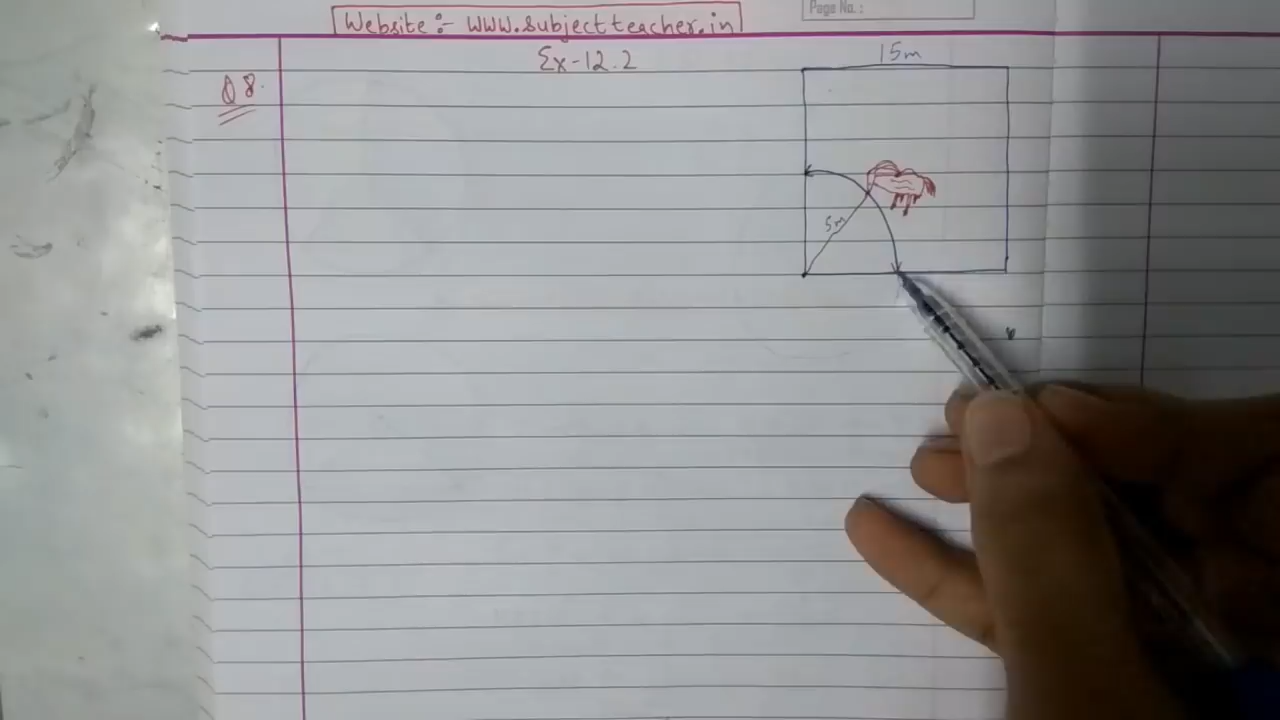 Page No.:
Website :- www.subjectteacher.in
Ex-12.2
15m
Q8.
5m